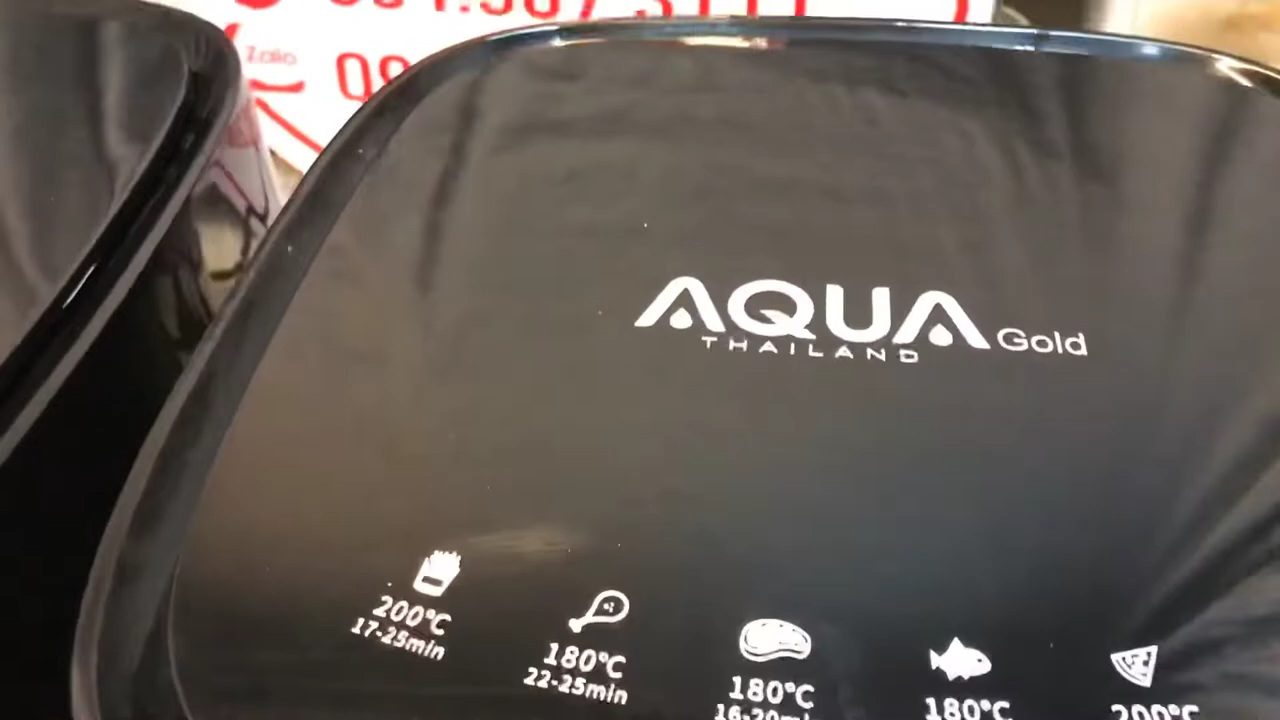 Zalo
AQUA Gold
THAILAND
200°C
17-25min
180°C
22-25min
180°C
180°C
200°C